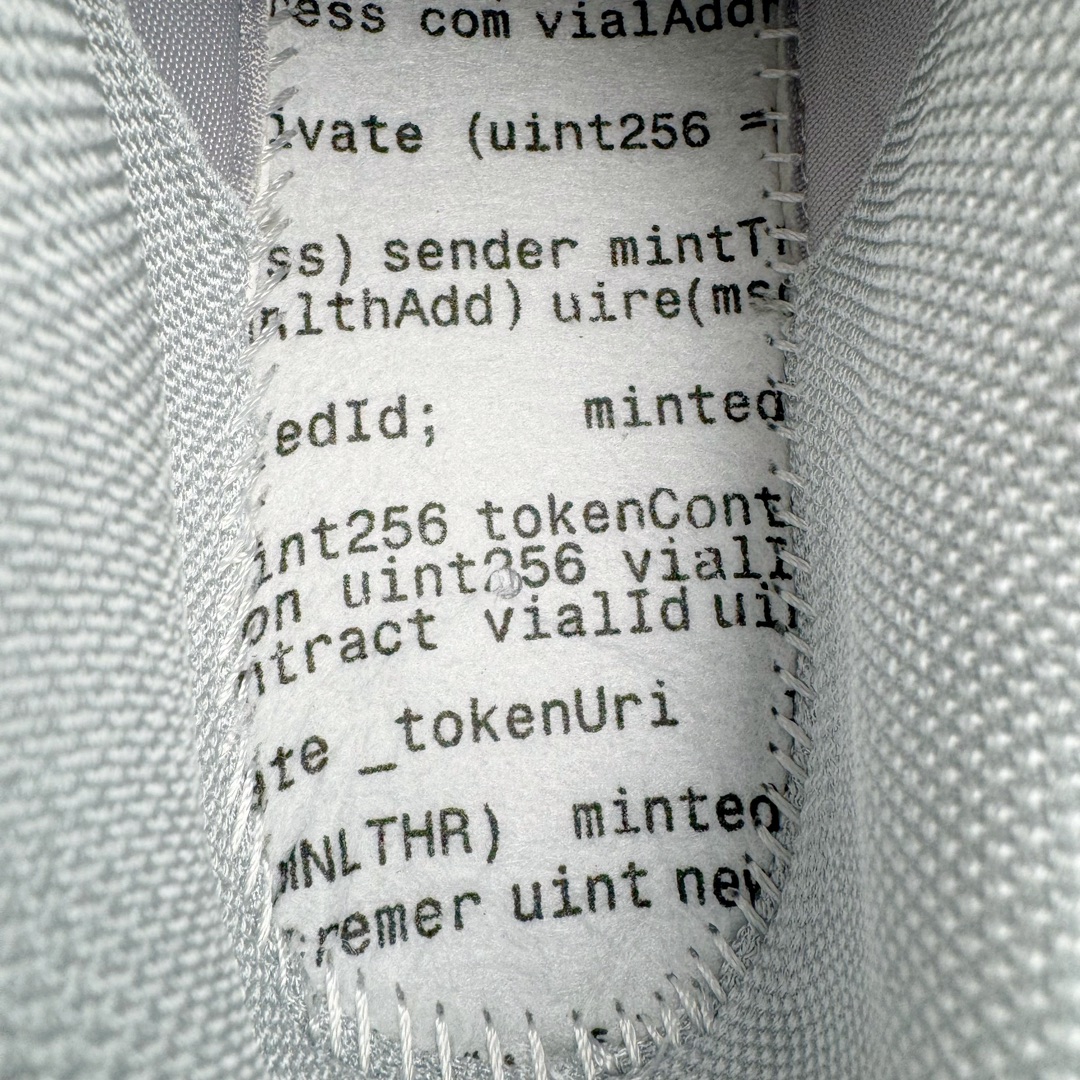 ress com vialAddr
ivate (uint256 =
ss) sender mintT
nlthAdd) uire(ms
edId; minted
int256 tokenCont
on uint256 vialI
ntract vialId ui
ate _tokenUri
MNLTHR) minted
remer uint new